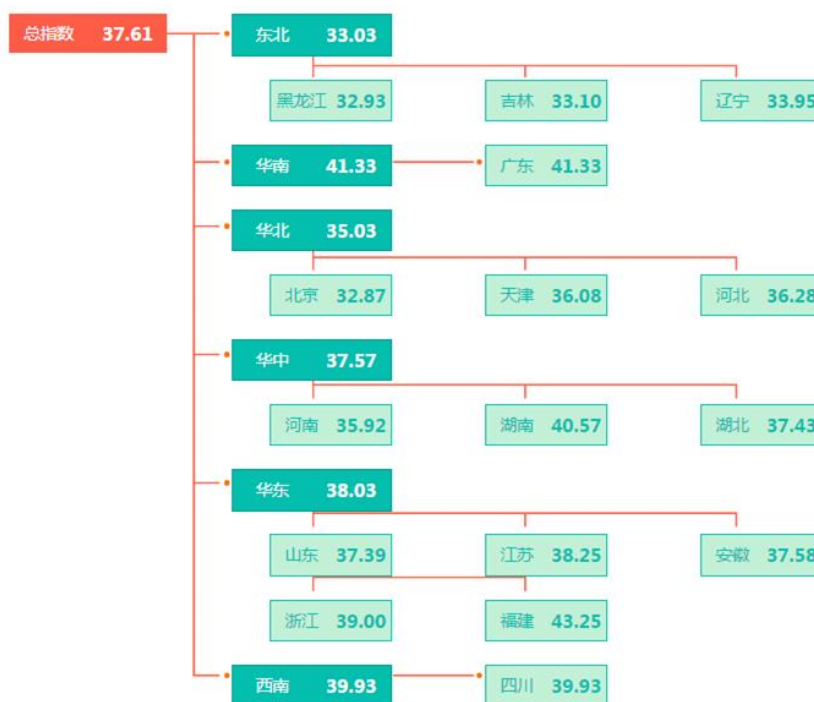 总指数 37.61
东北 33.03
黑龙江 32.93 吉林 33.10 辽宁 33.95
华南 41.33 广东 41.33
华北 35.03
北京 32.87 天津 36.08 河北 36.28
华中 37.57
河南 35.92 湖南 40.57 湖北 37.43
华东 38.03
山东 37.39 江苏 38.25 安徽 37.58
浙江 39.00 福建 43.25
西南 39.93 四川 39.93